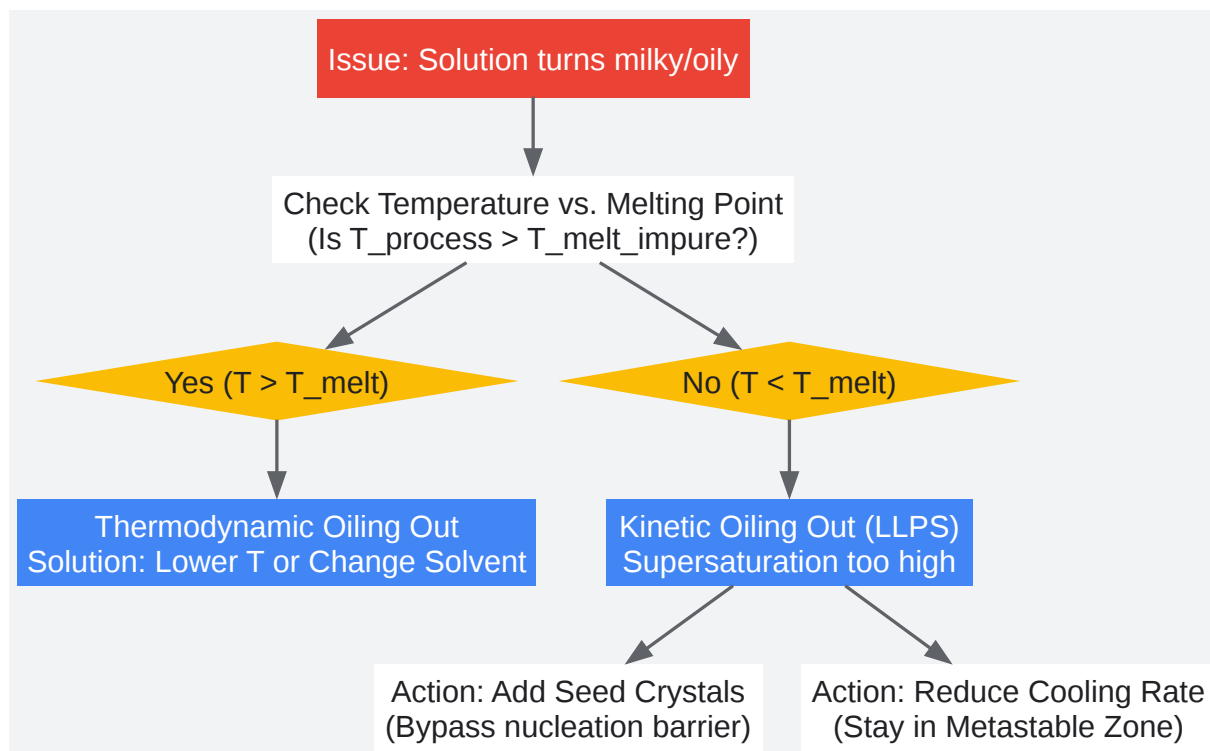 Issue: Solution turns milky/oily
Check Temperature vs. Melting Point
(Is T_process > T_melt_impure?)
Yes (T > T_melt)
No (T < T_melt)
Thermodynamic Oiling Out
Solution: Lower T or Change Solvent
Kinetic Oiling Out (LLPS)
Supersaturation too high
Action: Add Seed Crystals
(Bypass nucleation barrier)
Action: Reduce Cooling Rate
(Stay in Metastable Zone)